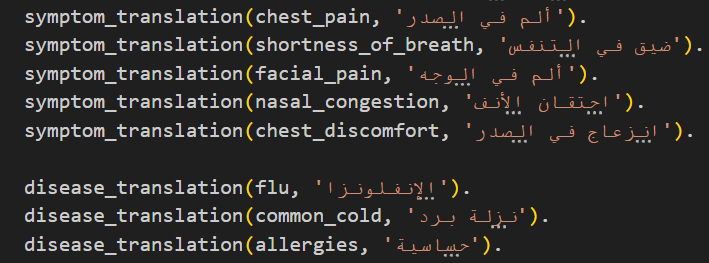 symptom_translation(chest_pain, 'ألم في الصدر').
symptom_translation(shortness_of_breath, 'ضيق في التنفس').
symptom_translation(facial_pain, 'ألم في الوجه').
symptom_translation(nasal_congestion, 'احتقان الأنف').
symptom_translation(chest_discomfort, 'انزعاج في الصدر').
disease_translation(flu, 'الإنفلونزا').
disease_translation(common_cold, 'نزلة برد').
disease_translation(allergies, 'حساسية').